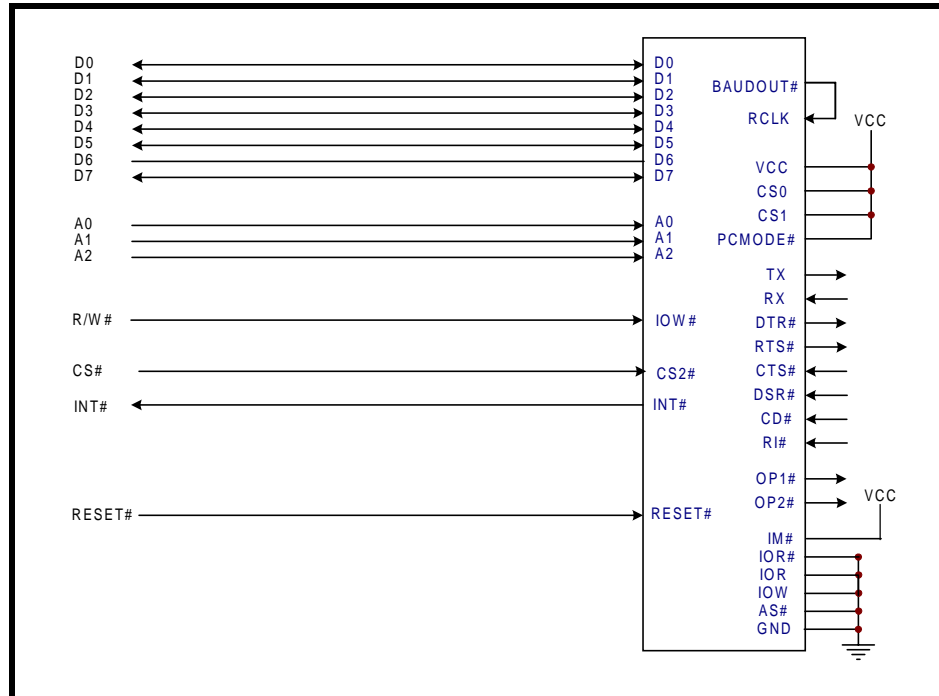 D0 D0
D1 D1
D2 D2 BAUDOUT#
D3 D3
D4 D4 RCLK VCC
D5 D5
D6 D6 VCC
D7 D7
CS0
A0 A0 CS1
A1 A1 PCMODE#
A2 A2
TX
RX
R/W# IOW# DTR#
RTS#
CS# CS2# CTS#
DSR#
INT# INT#
CD#
RI#
OP1#
OP2# VCC
RESET# RESET#
IM#
IOR#
IOR
IOW
AS#
GND